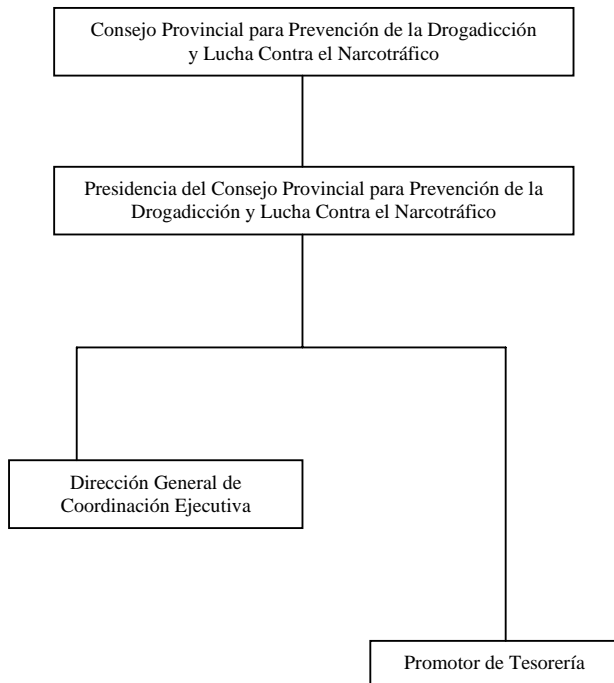 Consejo Provincial para Prevención de la Drogadicción
y Lucha Contra el Narcotráfico
Presidencia del Consejo Provincial para Prevención de la
Drogadicción y Lucha Contra el Narcotráfico
Dirección General de
Coordinación Ejecutiva
Promotor de Tesorería